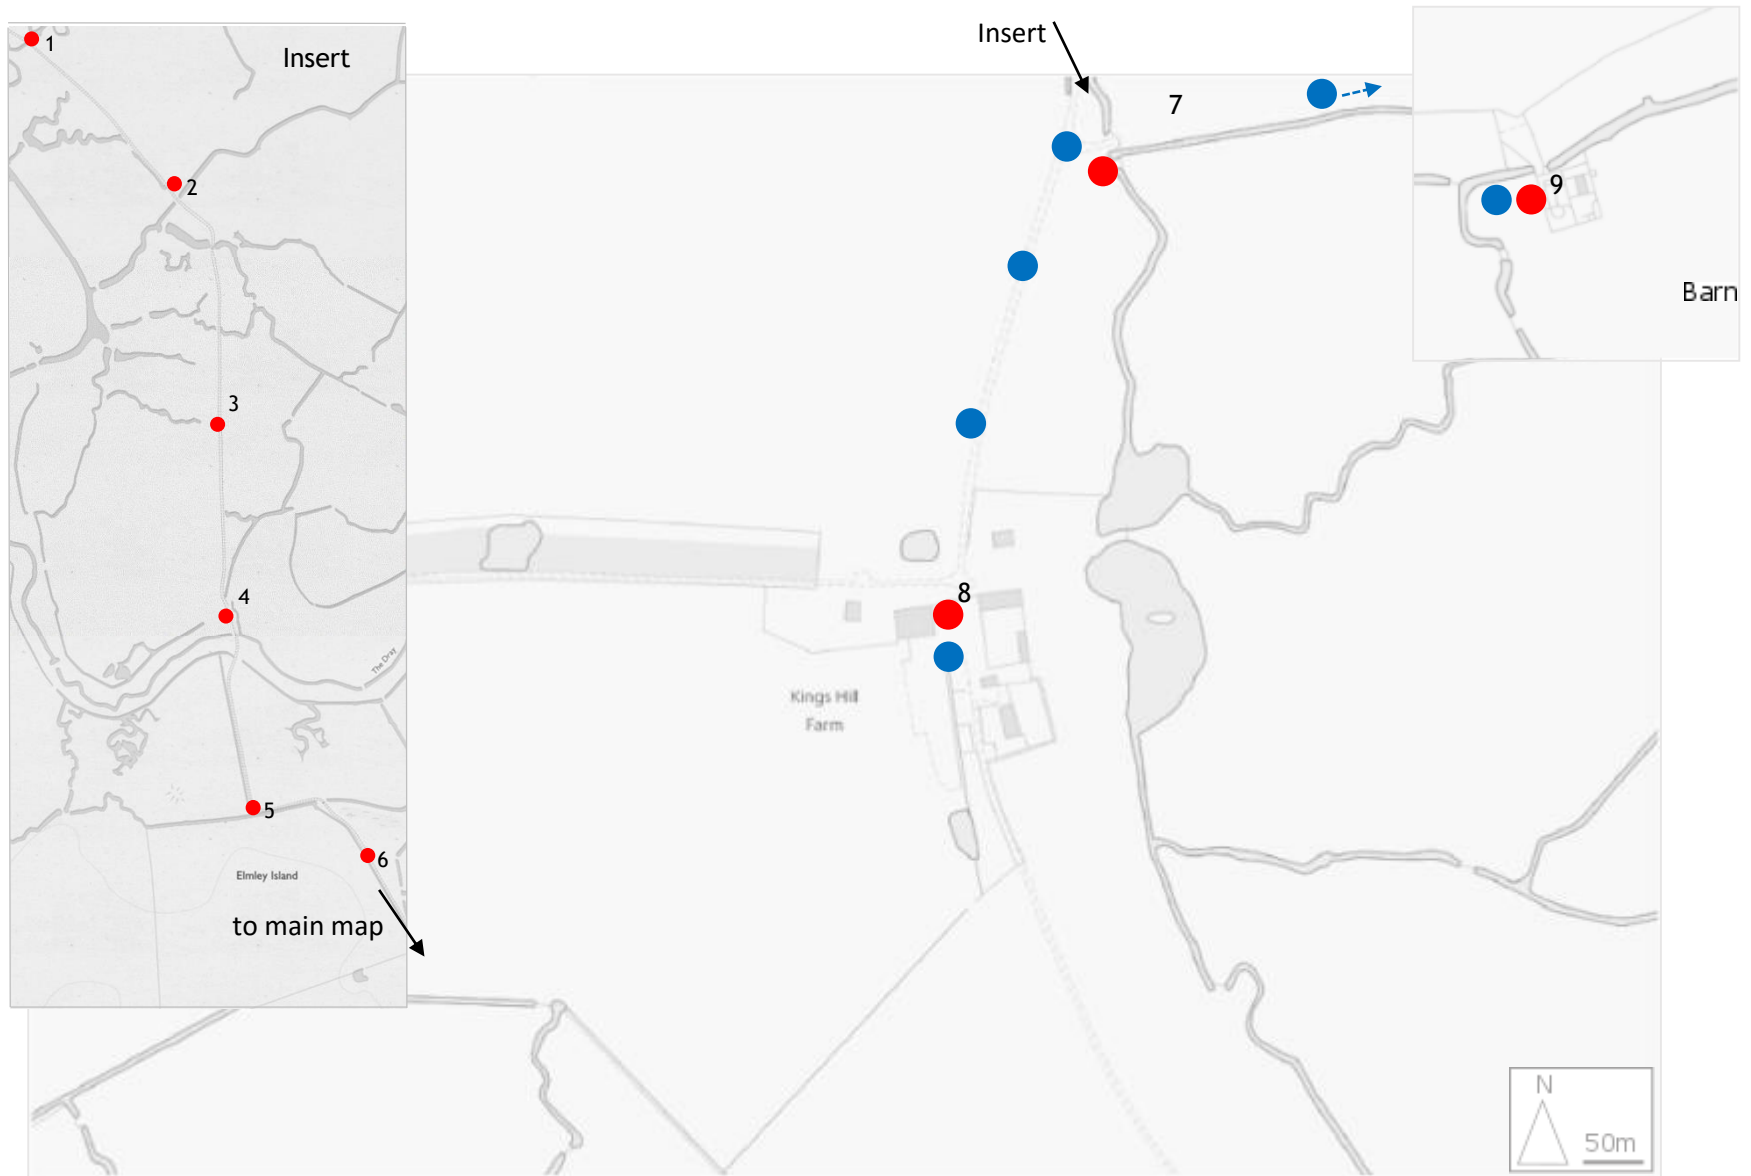 1
Insert
2
3
4
The Dray
5
6
Elmley Island
to main map
Insert
7
8
Kings Hill
Farm
9
Barn
N
50m